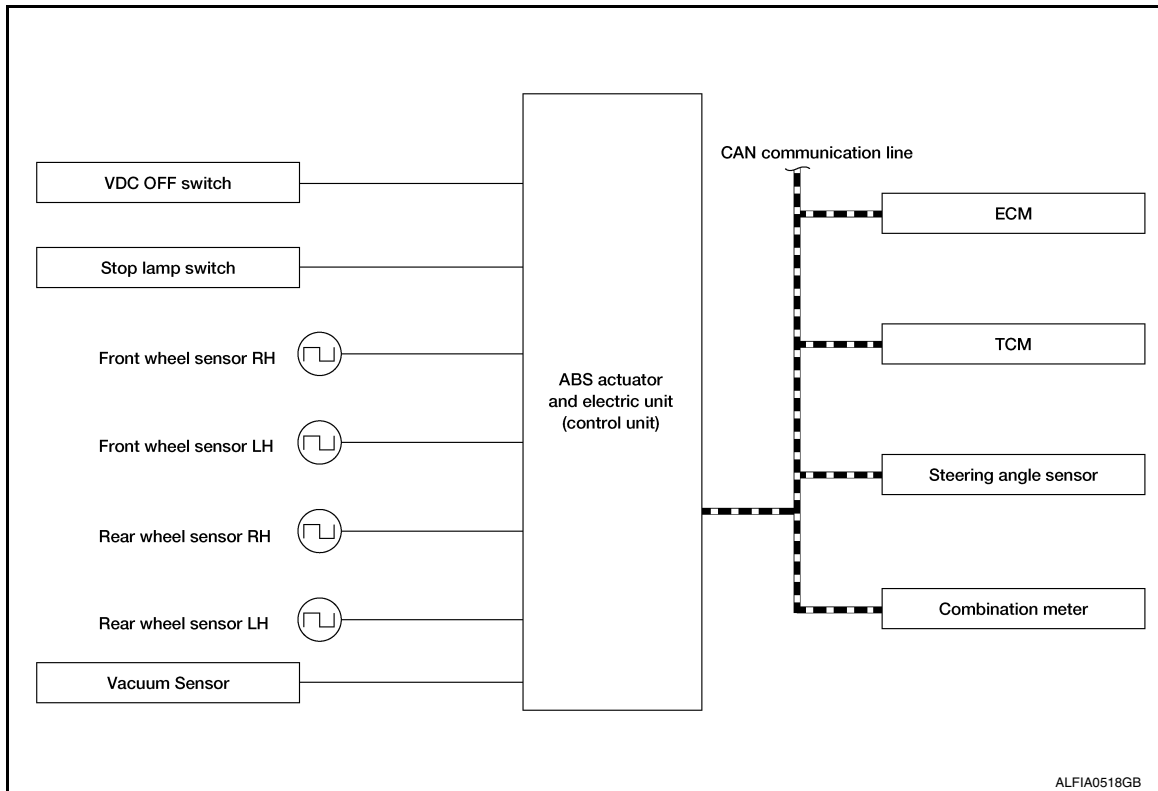 VDC OFF switch
Stop lamp switch
Front wheel sensor RH
Front wheel sensor LH
Rear wheel sensor RH
Rear wheel sensor LH
Vacuum Sensor
ABS actuator
and electric unit
(control unit)
CAN communication line
ECM
TCM
Steering angle sensor
Combination meter
ALFIA0518GB